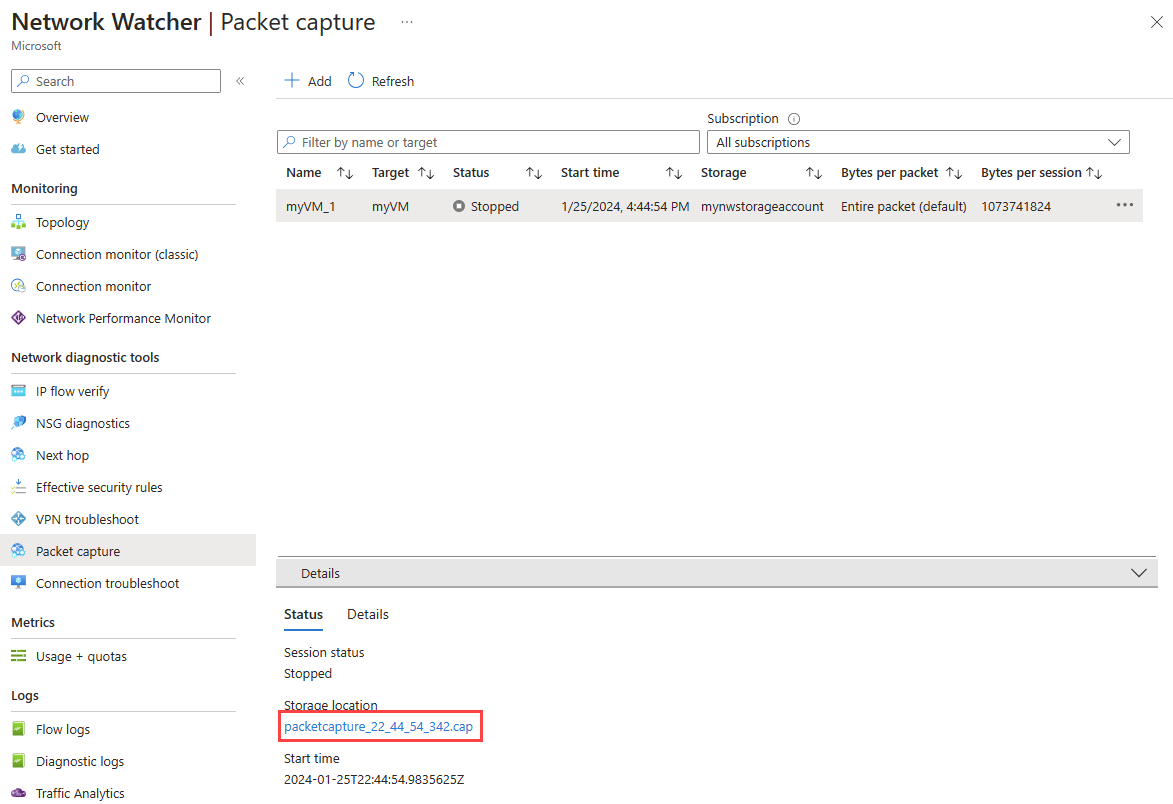 Network Watcher | Packet capture ···
Microsoft
Search «
Overview
Get started
Monitoring
Topology
Connection monitor (classic)
Connection monitor
Network Performance Monitor
Network diagnostic tools
IP flow verify
NSG diagnostics
Next hop
Effective security rules
VPN troubleshoot
Packet capture
Connection troubleshoot
Metrics
Usage + quotas
Logs
Flow logs
Diagnostic logs
Traffic Analytics
Add Refresh
Subscription
Filter by name or target All subscriptions
Name Target Status Start time Storage Bytes per packet Bytes per session
myVM_1 myVM Stopped 1/25/2024, 4:44:54 PM mynwstorageaccount Entire packet (default) 1073741824 ···
Details
Status Details
Session status
Stopped
Storage location
packetcapture_22_44_54_342.cap
Start time
2024-01-25T22:44:54.9835625Z